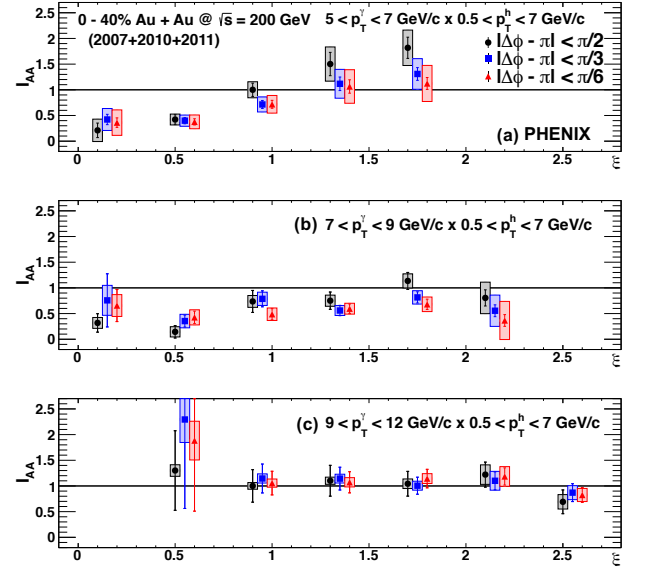 0 - 40% Au + Au @ √s = 200 GeV
(2007+2010+2011)
5 < p_T^γ < 7 GeV/c x 0.5 < p_T^h < 7 GeV/c
|Δϕ - π| < π/2
|Δϕ - π| < π/3
|Δϕ - π| < π/6
(a) PHENIX
I_AA
2.5
2
1.5
1
0.5
0
0 0.5 1 1.5 2 2.5 ξ
(b) 7 < p_T^γ < 9 GeV/c x 0.5 < p_T^h < 7 GeV/c
I_AA
2.5
2
1.5
1
0.5
0
0 0.5 1 1.5 2 2.5 ξ
(c) 9 < p_T^γ < 12 GeV/c x 0.5 < p_T^h < 7 GeV/c
I_AA
2.5
2
1.5
1
0.5
0
0 0.5 1 1.5 2 2.5 ξ